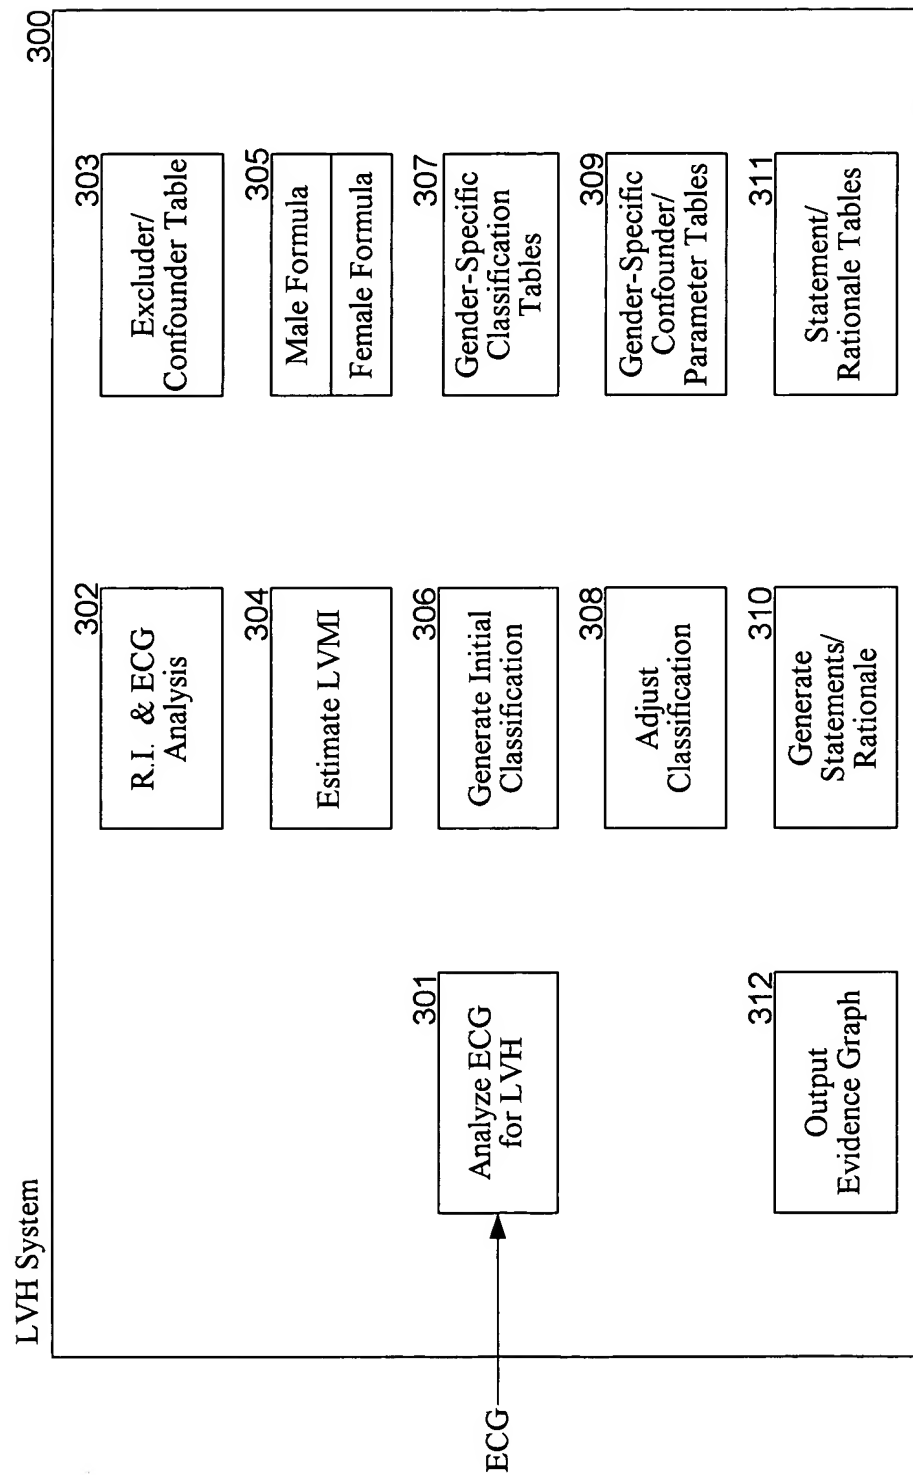 LVH System
300
302
R.I. & ECG
Analysis
303
Excluder/
Confounder Table
304
Estimate LVMI
305
Male Formula
Female Formula
ECG
301
Analyze ECG
for LVH
306
Generate Initial
Classification
307
Gender-Specific
Classification
Tables
308
Adjust
Classification
309
Gender-Specific
Confounder/
Parameter Tables
312
Output
Evidence Graph
310
Generate
Statements/
Rationale
311
Statement/
Rationale Tables